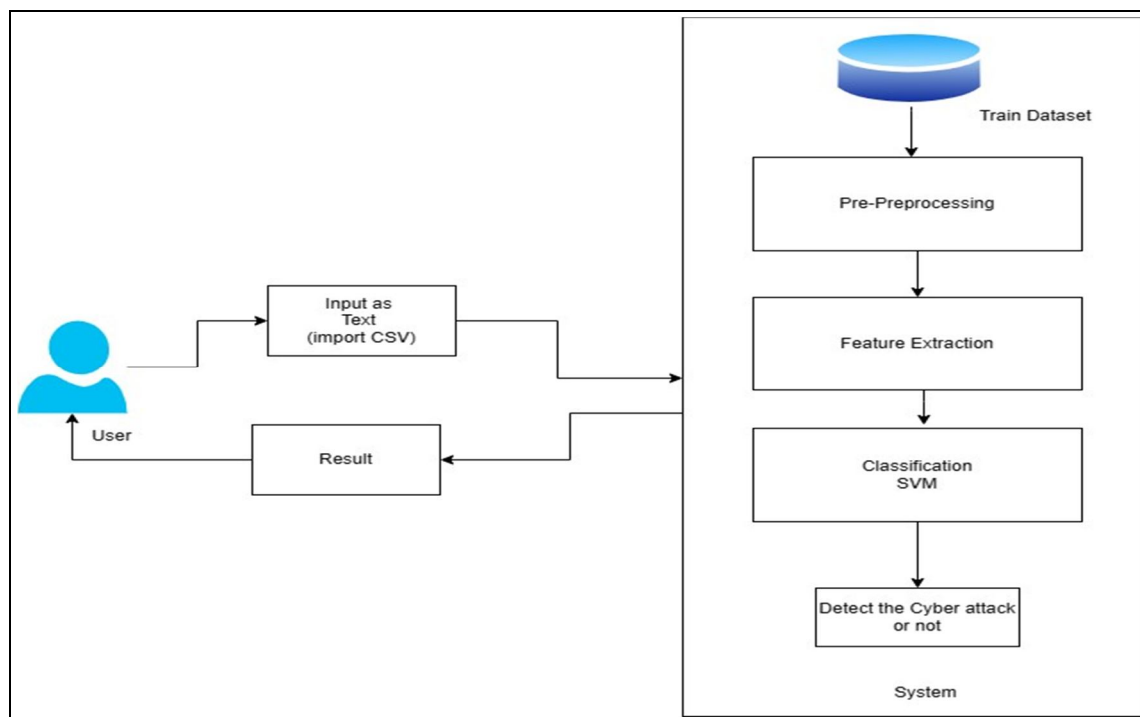 Train Dataset
Pre-Preprocessing
Input as
Text
(import CSV)
Feature Extraction
User
Result
Classification
SVM
Detect the Cyber attack
or not
System